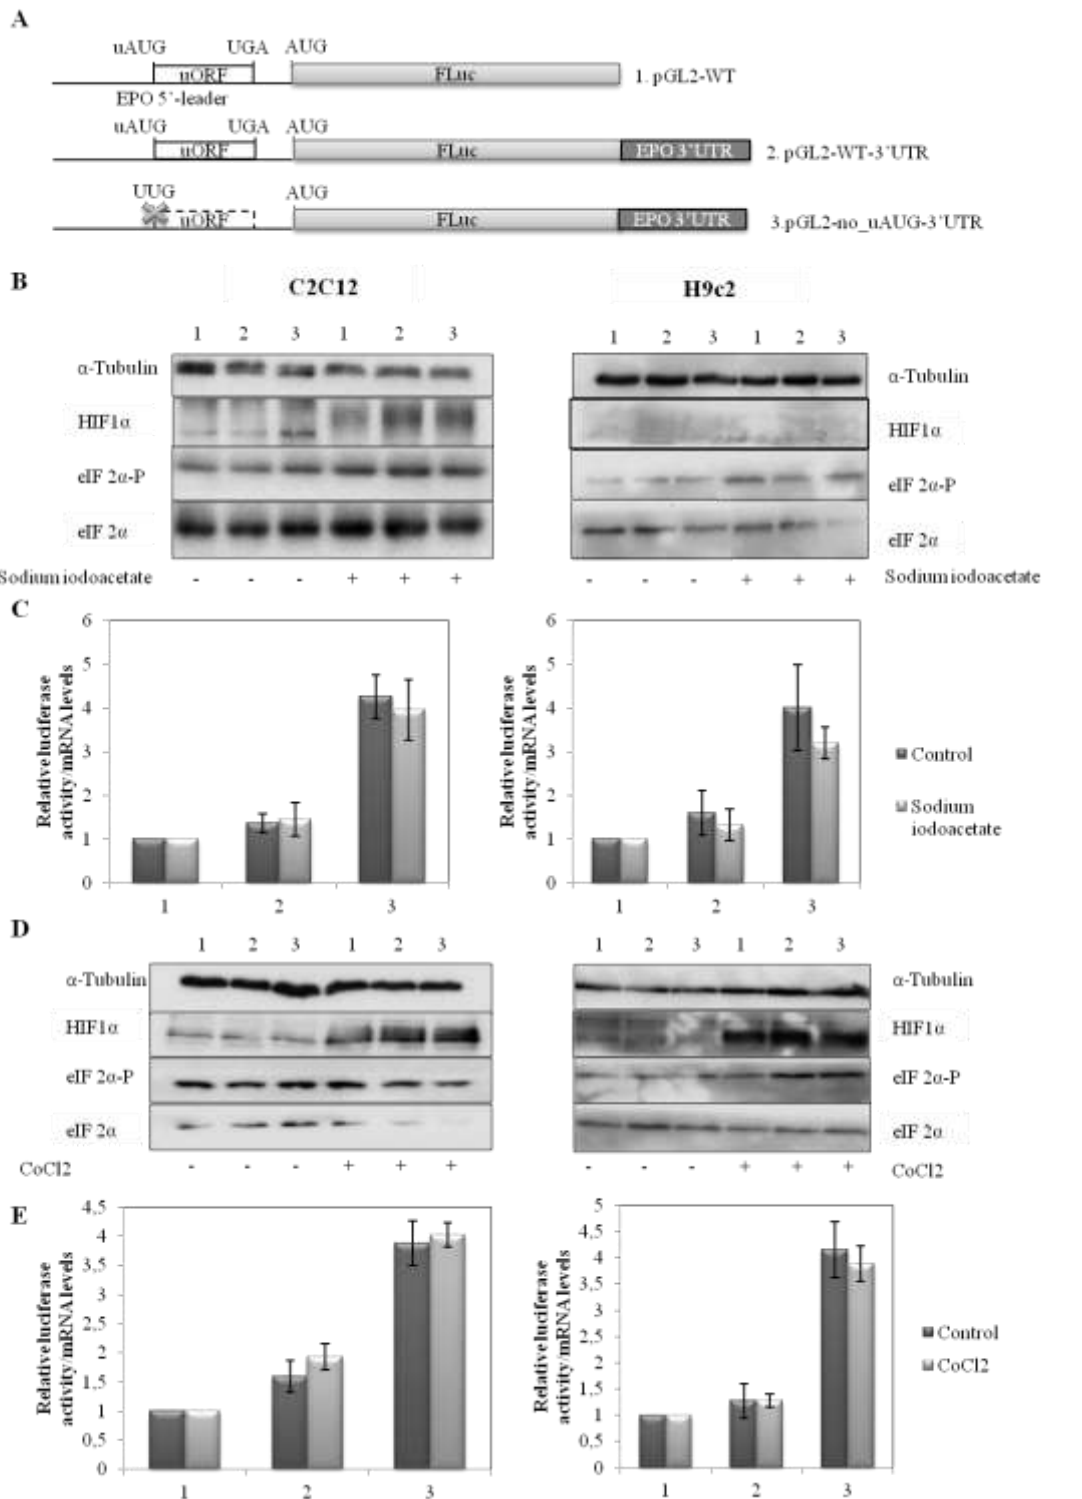 A
uAUG UGA AUG
uORF FLuc 1. pGL2-WT
EPO 5'-leader
uAUG UGA AUG
uORF FLuc EPO 3'UTR 2. pGL2-WT-3'UTR
UUG AUG
uORF FLuc EPO 3'UTR 3.pGL2-no_uAUG-3'UTR
B
C2C12 H9c2
1 2 3 1 2 3 1 2 3 1 2 3
α-Tubulin α-Tubulin
HIF1α HIF1α
eIF 2α-P eIF 2α-P
eIF 2α eIF 2α
Sodium iodoacetate - - - + + + - - - + + + Sodium iodoacetate
C
Relative luciferase
activity/mRNA levels
6
5
4
3
2
1
0
1 2 3
Relative luciferase
activity/mRNA levels
6
5
4
3
2
1
0
1 2 3
Control
Sodium
iodoacetate
D
1 2 3 1 2 3 1 2 3 1 2 3
α-Tubulin α-Tubulin
HIF1α HIF1α
eIF 2α-P eIF 2α-P
eIF 2α eIF 2α
CoCl2 - - - + + + - - - + + + CoCl2
E
Relative luciferase
activity/mRNA levels
4,5
4
3,5
3
2,5
2
1,5
1
0,5
0
1 2 3
Relative luciferase
activity/mRNA levels
5
4,5
4
3,5
3
2,5
2
1,5
1
0,5
0
1 2 3
Control
CoCl2